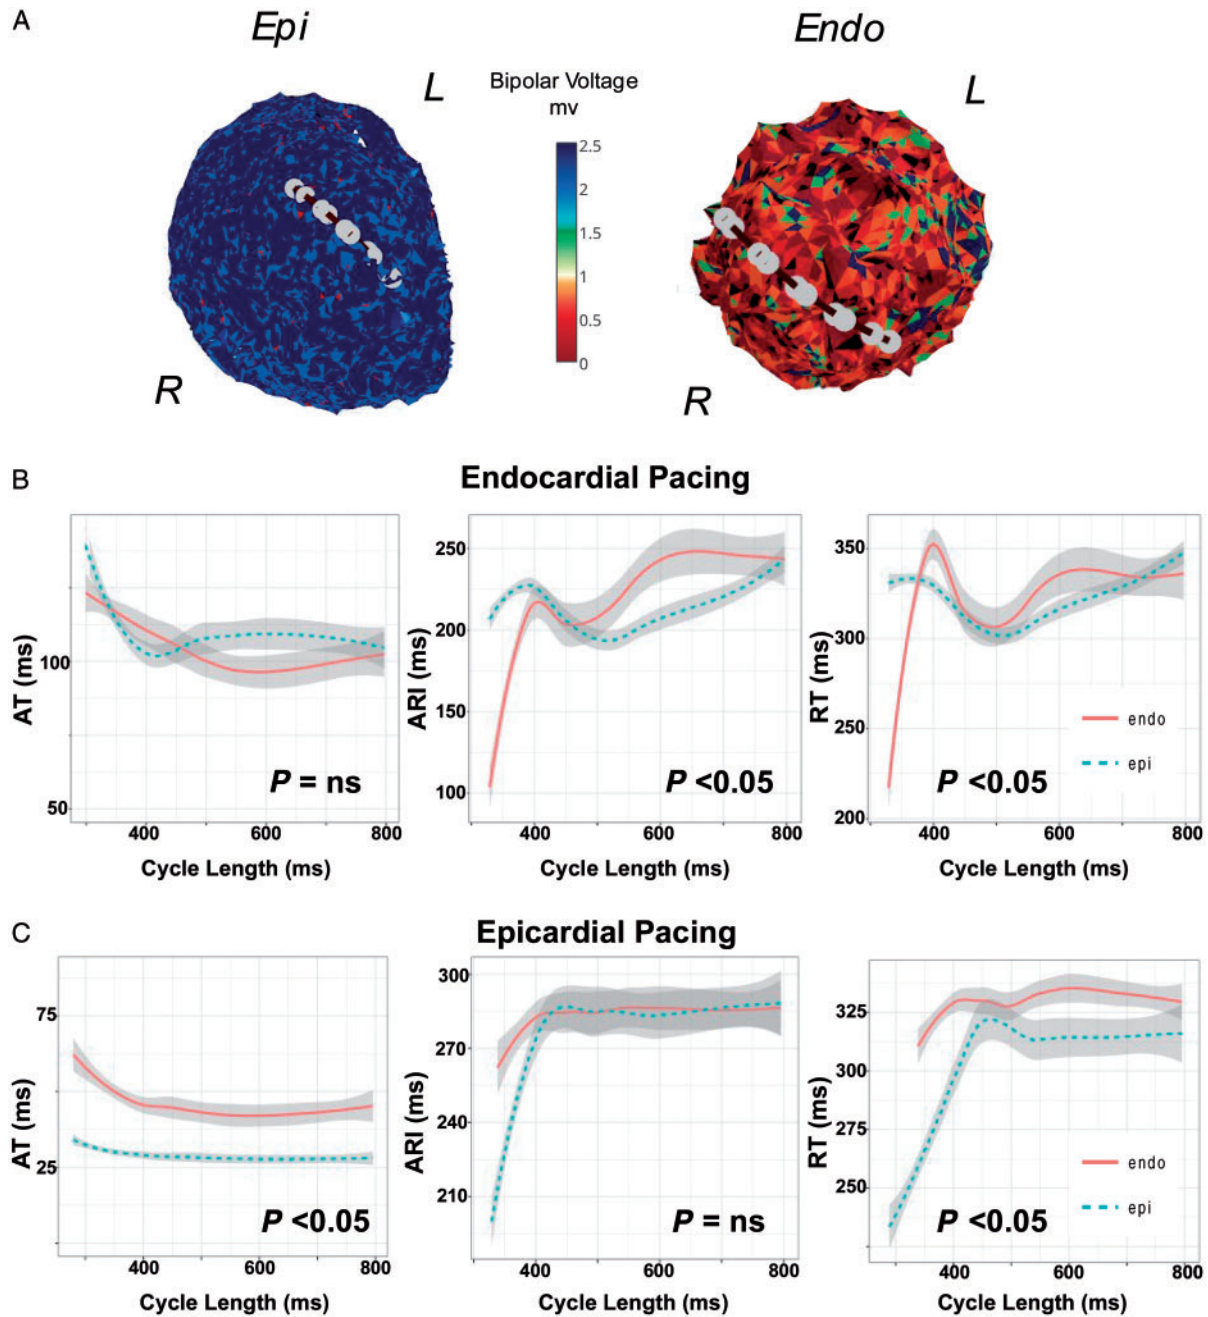 A
Epi
Endo
L
Bipolar Voltage
mv
L
2.5
2
1.5
1
0.5
0
R
R
B
Endocardial Pacing
AT (ms)
100
50
400
600
800
Cycle Length (ms)
P = ns
ARI (ms)
250
200
150
100
400
600
800
Cycle Length (ms)
P <0.05
RT (ms)
350
300
250
200
400
600
800
Cycle Length (ms)
endo
epi
P <0.05
C
Epicardial Pacing
AT (ms)
75
25
400
600
800
Cycle Length (ms)
P <0.05
ARI (ms)
300
270
240
210
400
600
800
Cycle Length (ms)
P = ns
RT (ms)
325
300
275
250
400
600
800
Cycle Length (ms)
endo
epi
P <0.05